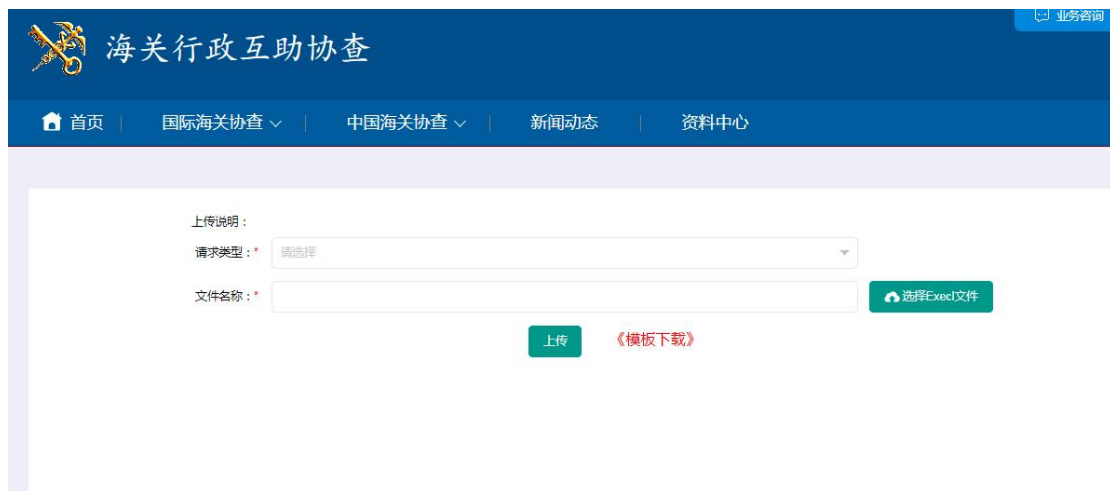 业务咨询
海关行政互助协查
首页 | 国际海关协查 | 中国海关协查 | 新闻动态 | 资料中心
上传说明：
请求类型：* 请选择
文件名称：* 选择Execl文件
上传 《模板下载》